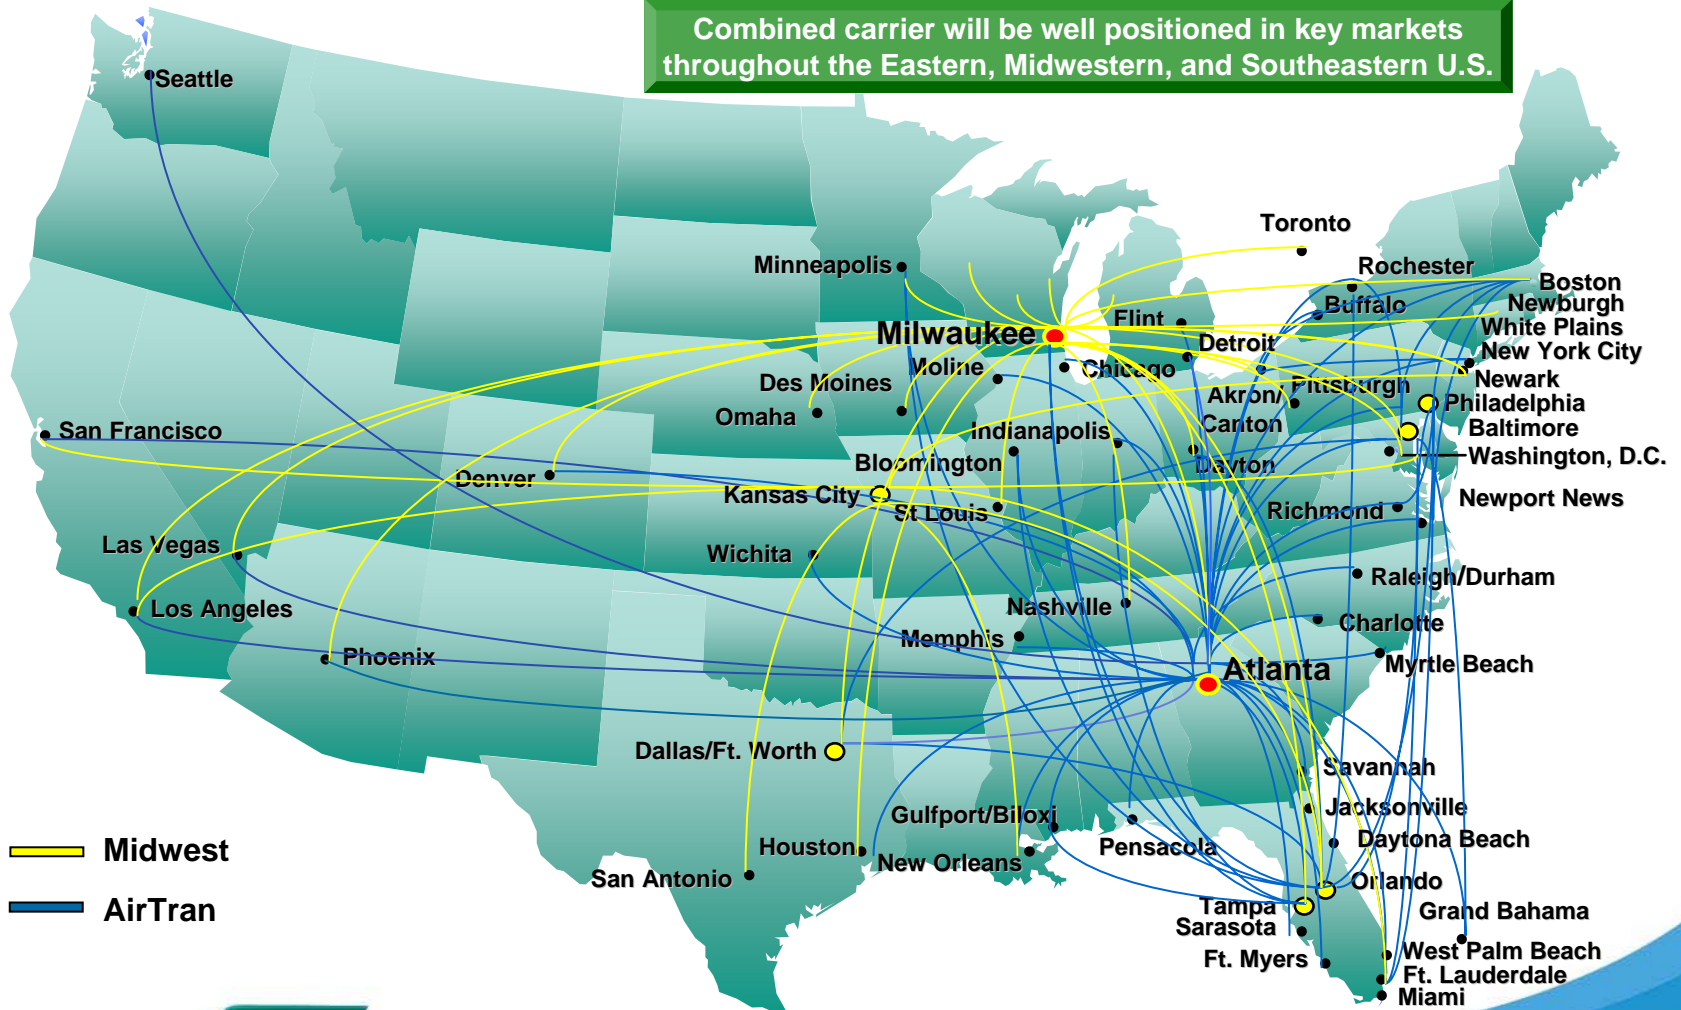 Combined carrier will be well positioned in key markets
throughout the Eastern, Midwestern, and Southeastern U.S.
Seattle
Toronto
Minneapolis
Rochester
Boston
Buffalo
Newburgh
Flint
White Plains
Milwaukee
Detroit
New York City
Moline
Chicago
Newark
Des Moines
Akron/
Canton
Pittsburgh
Philadelphia
Omaha
Baltimore
San Francisco
Indianapolis
Washington, D.C.
Bloomington
Dayton
Denver
Kansas City
Newport News
St Louis
Richmond
Las Vegas
Wichita
Raleigh/Durham
Los Angeles
Nashville
Charlotte
Memphis
Phoenix
Myrtle Beach
Atlanta
Dallas/Ft. Worth
Savannah
Jacksonville
Gulfport/Biloxi
Daytona Beach
Houston
New Orleans
Pensacola
San Antonio
Orlando
Tampa
Grand Bahama
Sarasota
West Palm Beach
Ft. Myers
Ft. Lauderdale
Miami
Midwest
AirTran